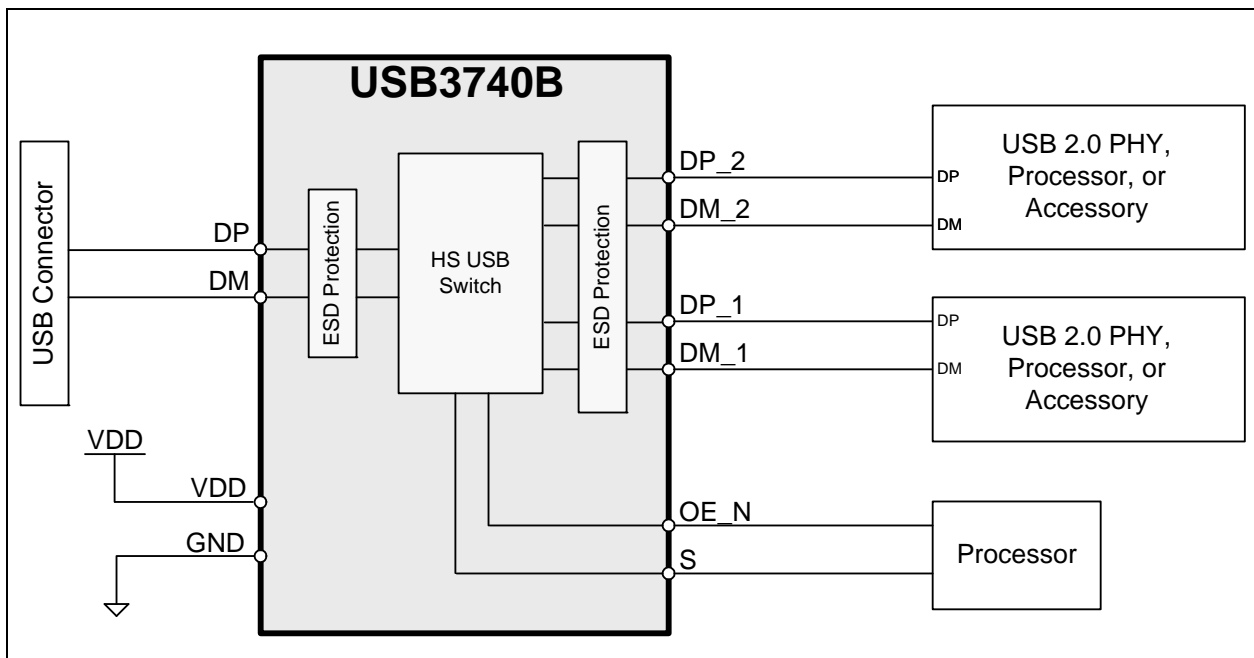 USB3740B
USB Connector
DP
DM
VDD
VDD
GND
ESD Protection
HS USB
Switch
ESD Protection
DP_2
DM_2
DP_1
DM_1
OE_N
S
DP
DM
USB 2.0 PHY,
Processor, or
Accessory
DP
DM
USB 2.0 PHY,
Processor, or
Accessory
Processor